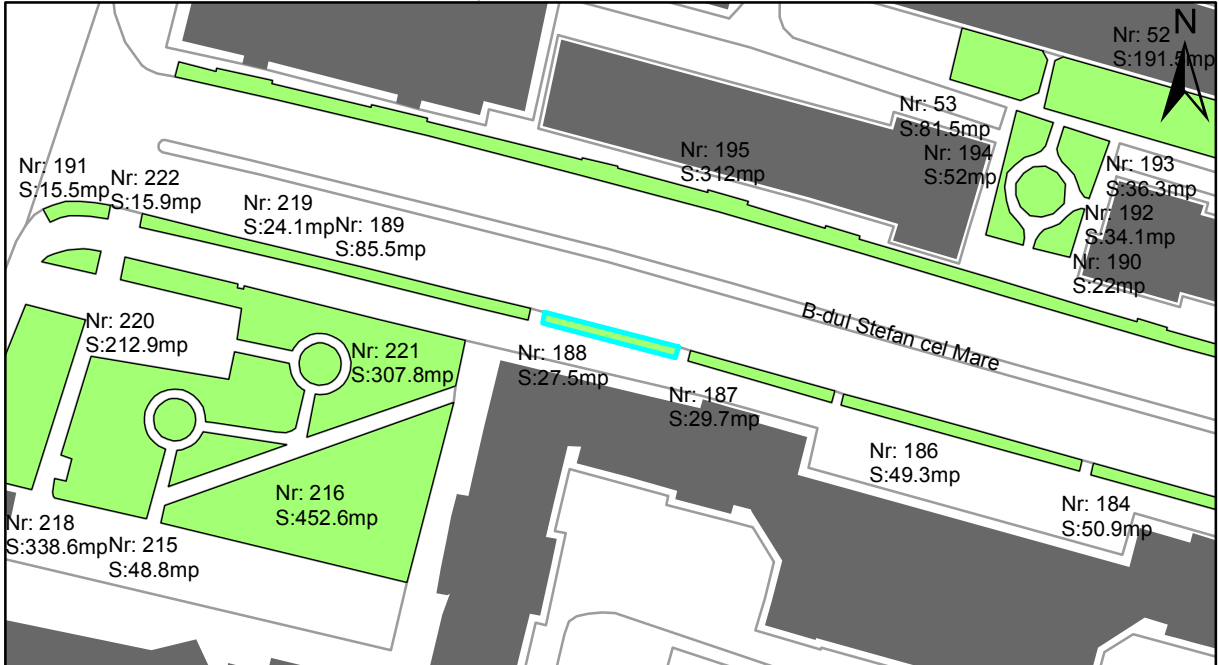 N
Nr: 52
S:191.5mp
Nr: 53
S:81.5mp
Nr: 195
S:312mp
Nr: 194
S:52mp
Nr: 193
S:36.3mp
Nr: 191
S:15.5mp
Nr: 222
S:15.9mp
Nr: 219
S:24.1mp
Nr: 189
S:85.5mp
Nr: 192
S:34.1mp
Nr: 190
S:22mp
B-dul Stefan cel Mare
Nr: 220
S:212.9mp
Nr: 221
S:307.8mp
Nr: 188
S:27.5mp
Nr: 187
S:29.7mp
Nr: 186
S:49.3mp
Nr: 216
S:452.6mp
Nr: 184
S:50.9mp
Nr: 218
S:338.6mp
Nr: 215
S:48.8mp